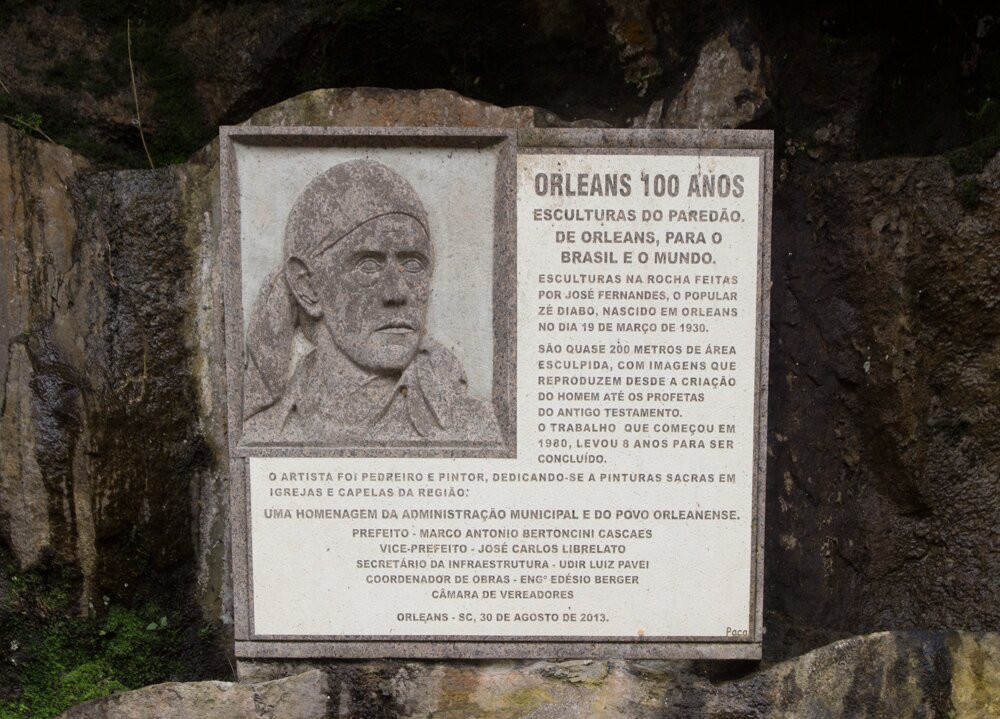 ORLEANS 100 ANOS
ESCULTURAS DO PAREDÃO.
DE ORLEANS, PARA O
BRASIL E O MUNDO.
ESCULTURAS NA ROCHA FEITAS
POR JOSÉ FERNANDES, O POPULAR
ZÉ DIABO, NASCIDO EM ORLEANS
NO DIA 19 DE MARÇO DE 1930.
SÃO QUASE 200 METROS DE ÁREA
ESCULPIDA, COM IMAGENS QUE
REPRODUZEM DESDE A CRIAÇÃO
DO HOMEM ATÉ OS PROFETAS
DO ANTIGO TESTAMENTO.
O TRABALHO QUE COMEÇOU EM
1980, LEVOU 8 ANOS PARA SER
CONCLUÍDO.
O ARTISTA FOI PEDREIRO E PINTOR, DEDICANDO-SE A PINTURAS SACRAS EM
IGREJAS E CAPELAS DA REGIÃO.
UMA HOMENAGEM DA ADMINISTRAÇÃO MUNICIPAL E DO POVO ORLEANENSE.
PREFEITO - MARCO ANTONIO BERTONCINI CASCAES
VICE-PREFEITO - JOSÉ CARLOS LIBRELATO
SECRETÁRIO DA INFRAESTRUTURA - UDIR LUIZ PAVEI
COORDENADOR DE OBRAS - ENGº EDÉSIO BERGER
CÂMARA DE VEREADORES
ORLEANS - SC, 30 DE AGOSTO DE 2013.